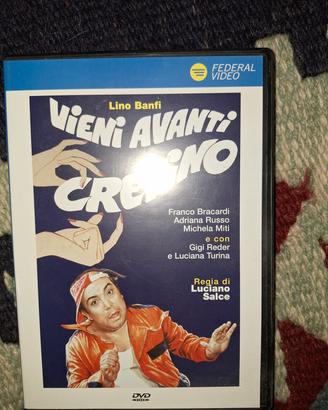 FEDERAL
VIDEO
Lino Banfi
VIENI AVANTI
CRETINO
Franco Bracardi
Adriana Russo
Michela Miti
e con
Gigi Reder
e Luciana Turina
Regia di
Luciano
Salce
DVD